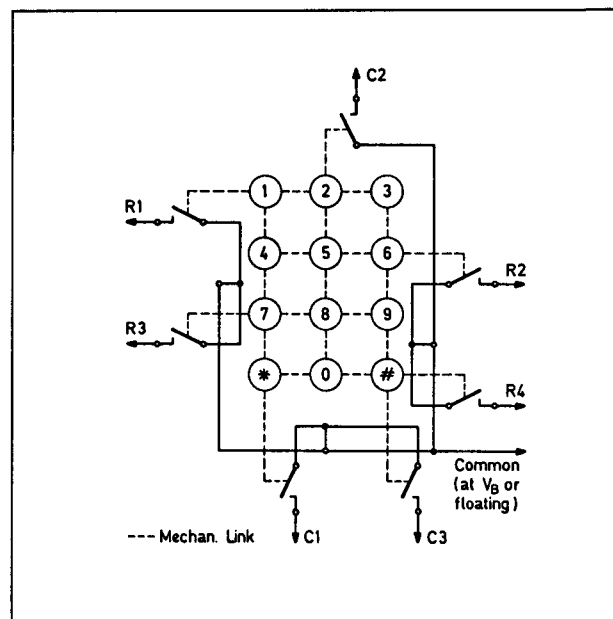 C2
1 2 3
R1
4 5 6
R2
7 8 9
R3
* 0 #
R4
Common
(at VB or
floating)
--- Mechan. Link
C1
C3